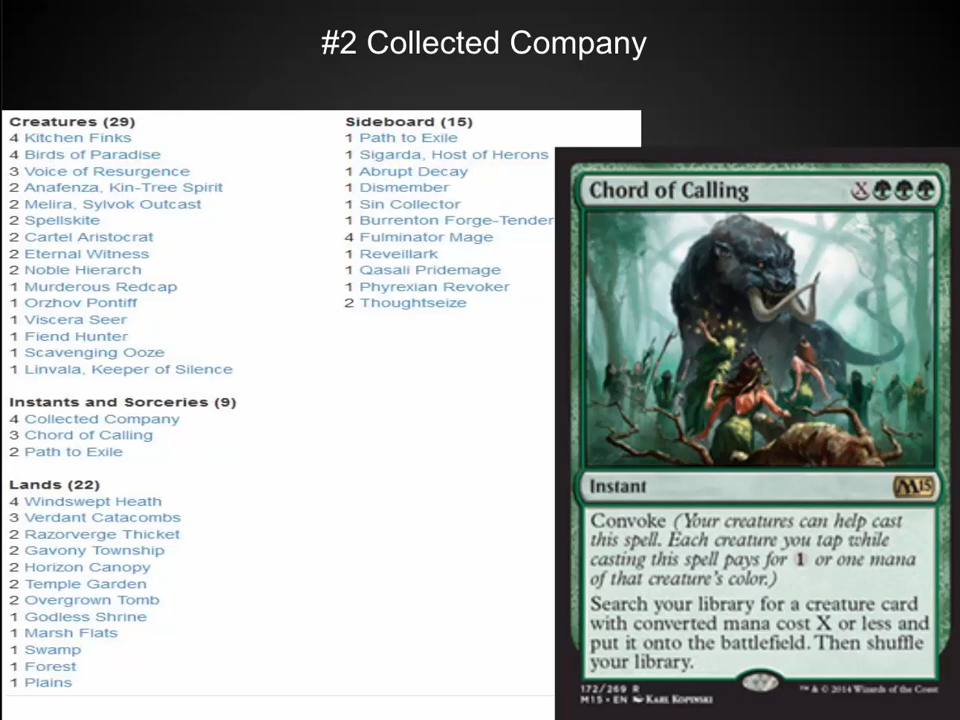 #2 Collected Company
Creatures (29)
4 Kitchen Finks
4 Birds of Paradise
3 Voice of Resurgence
2 Anafenza, Kin-Tree Spirit
2 Melira, Sylvok Outcast
2 Spellskite
2 Cartel Aristocrat
2 Eternal Witness
2 Noble Hierarch
1 Murderous Redcap
1 Orzhov Pontiff
1 Viscera Seer
1 Fiend Hunter
1 Scavenging Ooze
1 Linvala, Keeper of Silence
Instants and Sorceries (9)
4 Collected Company
3 Chord of Calling
2 Path to Exile
Lands (22)
4 Windswept Heath
3 Verdant Catacombs
2 Razorverge Thicket
2 Gavony Township
2 Horizon Canopy
2 Temple Garden
2 Overgrown Tomb
1 Godless Shrine
1 Marsh Flats
1 Swamp
1 Forest
1 Plains
Sideboard (15)
1 Path to Exile
1 Sigarda, Host of Herons
1 Abrupt Decay
1 Dismember
1 Sin Collector
1 Burrenton Forge-Tender
4 Fulminator Mage
1 Reveillark
1 Qasali Pridemage
1 Phyrexian Revoker
2 Thoughtseize
Chord of Calling X
Instant M15
Convoke (Your creatures can help cast
this spell. Each creature you tap while
casting this spell pays for 1 or one mana
of that creature's color.)
Search your library for a creature card
with converted mana cost X or less and
put it onto the battlefield. Then shuffle
your library.
172/269 R
M15 • EN Karl Kopinski
™ & © 2014 Wizards of the Coast